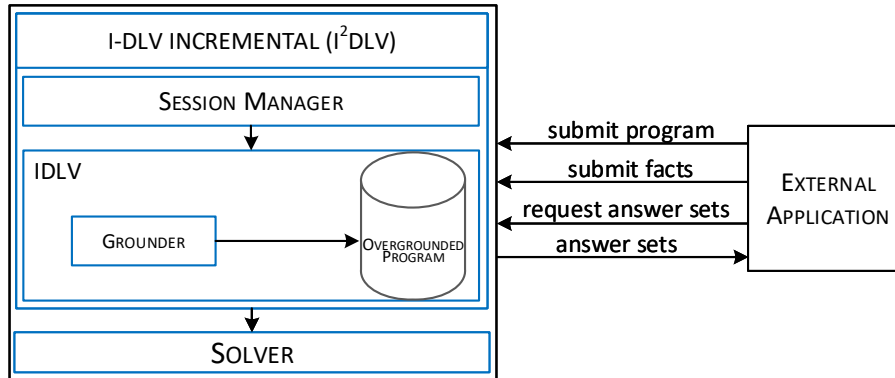 I-DLV INCREMENTAL (I²DLV)
SESSION MANAGER
IDLV
GROUNDER
OVERGROUNDED
PROGRAM
SOLVER
submit program
submit facts
request answer sets
answer sets
EXTERNAL
APPLICATION